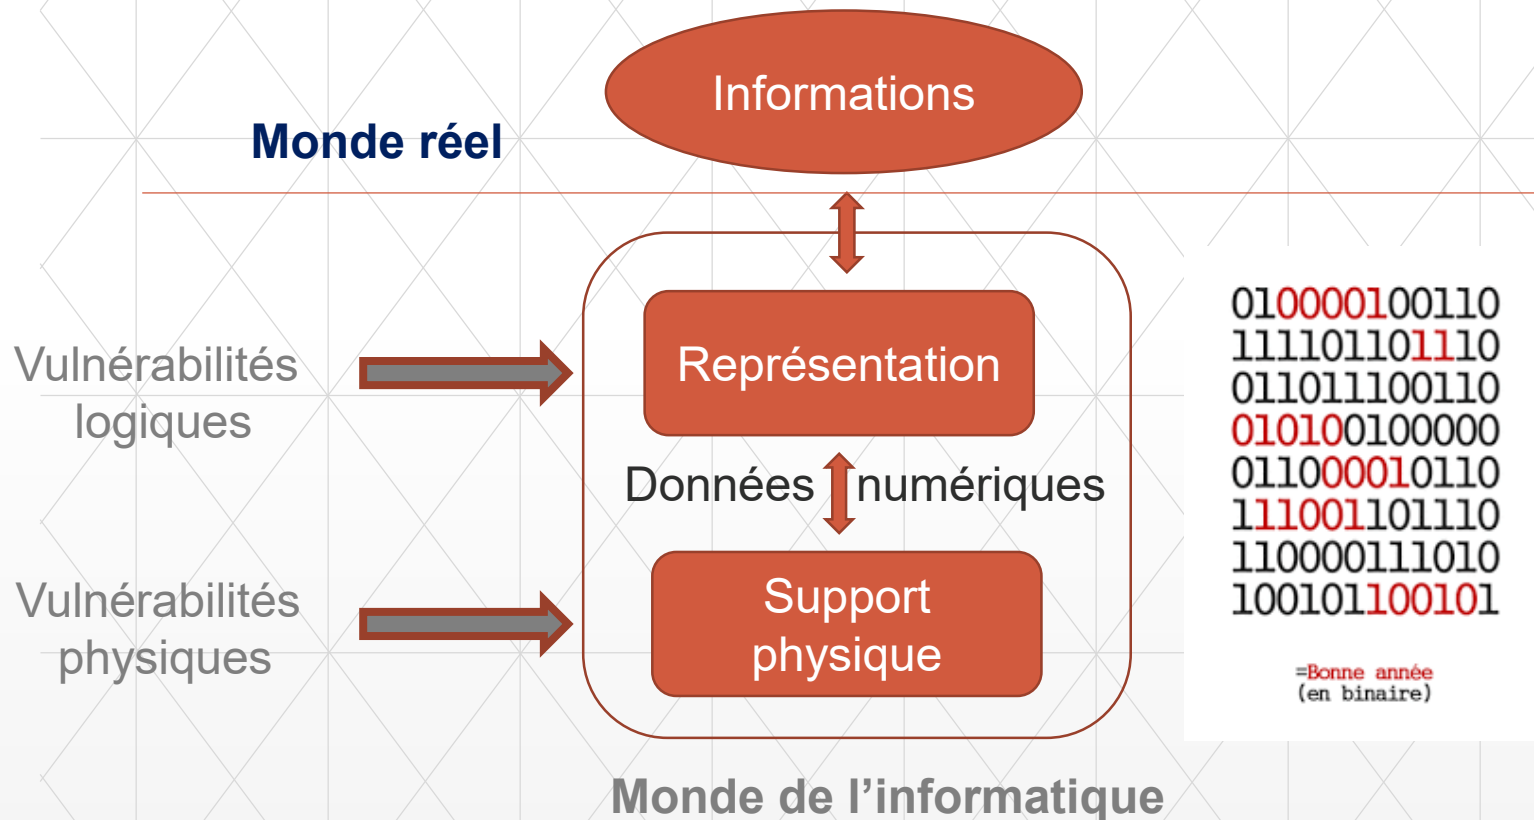 Informations
Monde réel
Représentation
Vulnérabilités
logiques
Données numériques
Support
physique
Vulnérabilités
physiques
Monde de l’informatique
010000100110
111101101110
011011100110
010100100000
011000010110
111001101110
110000111010
100101100101
=Bonne année
(en binaire)